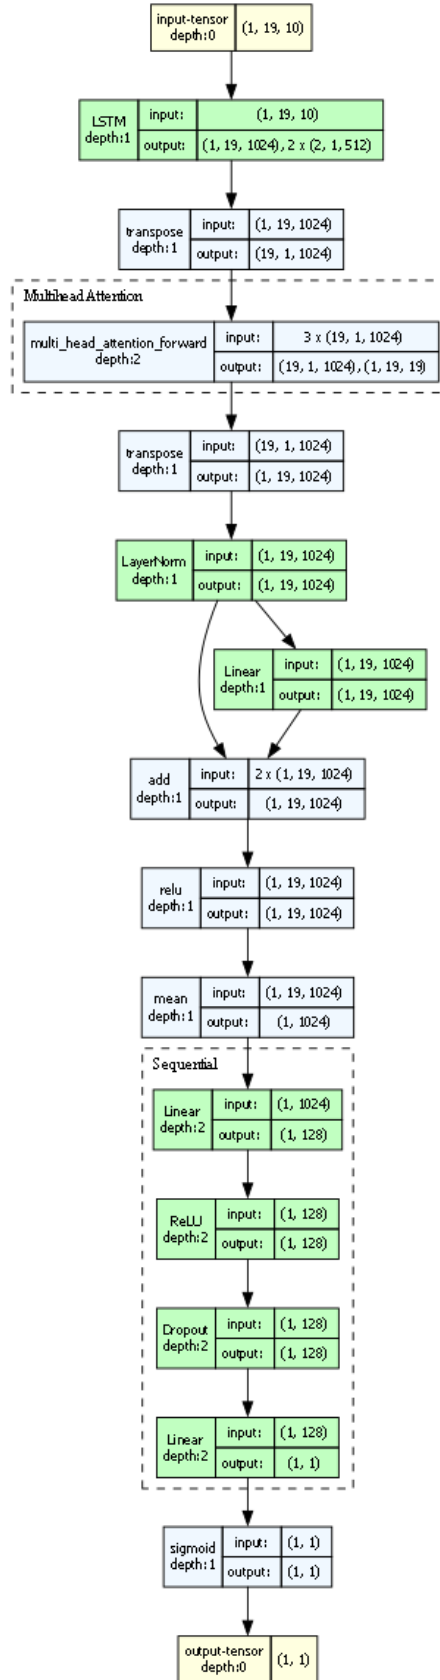 input-tensor
depth:0
(1, 19, 10)
LSTM
depth:1
input:
(1, 19, 10)
output:
(1, 19, 1024), 2 x (2, 1, 512)
transpose
depth:1
input:
(1, 19, 1024)
output:
(19, 1, 1024)
Multihead Attention
multi_head_attention_forward
depth:2
input:
3 x (19, 1, 1024)
output:
(19, 1, 1024), (1, 19, 19)
transpose
depth:1
input:
(19, 1, 1024)
output:
(1, 19, 1024)
LayerNorm
depth:1
input:
(1, 19, 1024)
output:
(1, 19, 1024)
Linear
depth:1
input:
(1, 19, 1024)
output:
(1, 19, 1024)
add
depth:1
input:
2 x (1, 19, 1024)
output:
(1, 19, 1024)
relu
depth:1
input:
(1, 19, 1024)
output:
(1, 19, 1024)
mean
depth:1
input:
(1, 19, 1024)
output:
(1, 1024)
Sequential
Linear
depth:2
input:
(1, 1024)
output:
(1, 128)
ReLU
depth:2
input:
(1, 128)
output:
(1, 128)
Dropout
depth:2
input:
(1, 128)
output:
(1, 128)
Linear
depth:2
input:
(1, 128)
output:
(1, 1)
sigmoid
depth:1
input:
(1, 1)
output:
(1, 1)
output-tensor
depth:0
(1, 1)